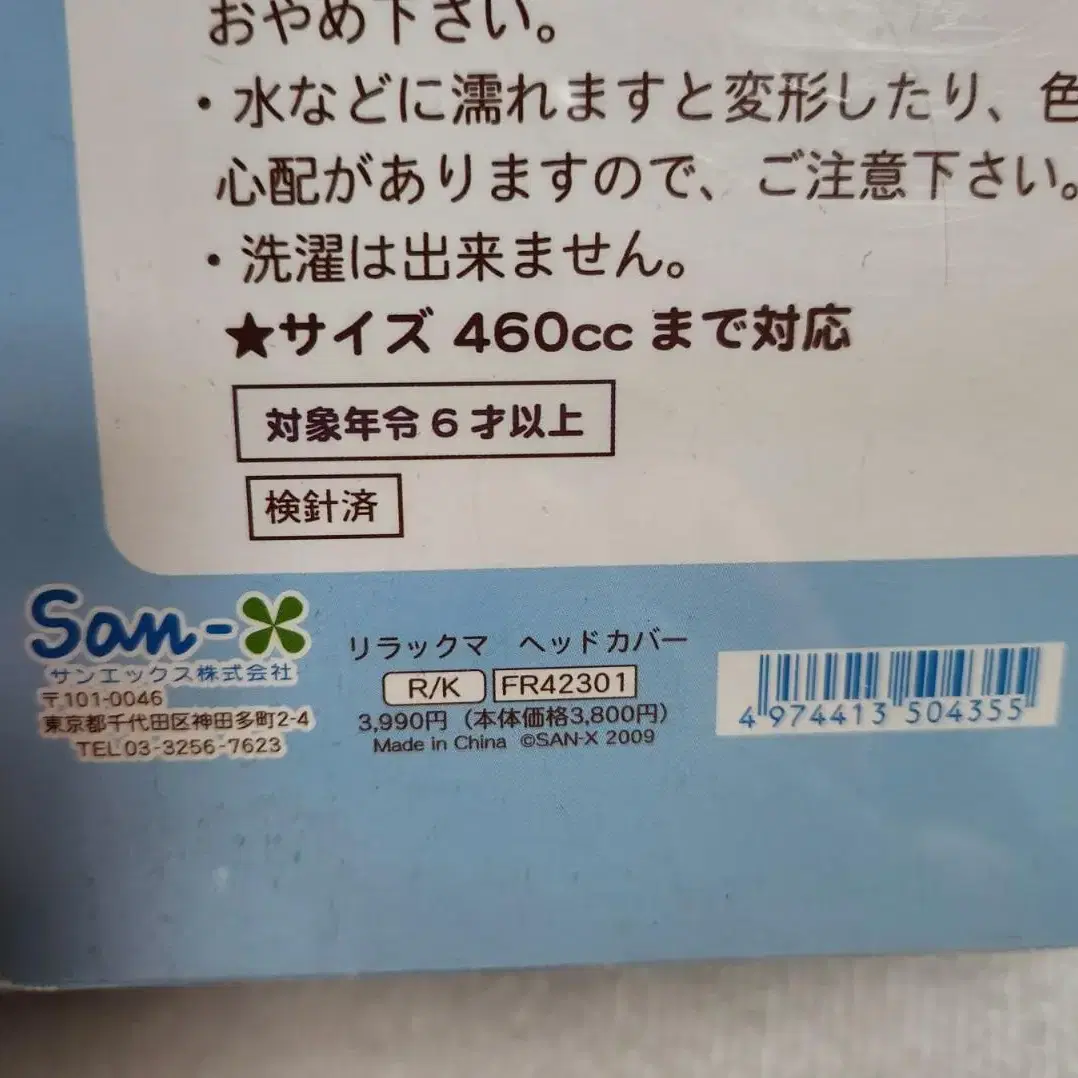 おやめ下さい。
・水などに濡れますと変形したり、色
心配がありますので、ご注意下さい。
・洗濯は出来ません。
★サイズ 460cc まで対応
対象年令6才以上
検針済
San-X
サンエックス株式会社
〒101-0046
東京都千代田区神田多町2-4
TEL03-3256-7623
リラックマ ヘッドカバー
R/K FR42301
3,990円（本体価格3,800円）
Made in China ©SAN-X 2009
4 974413 504355